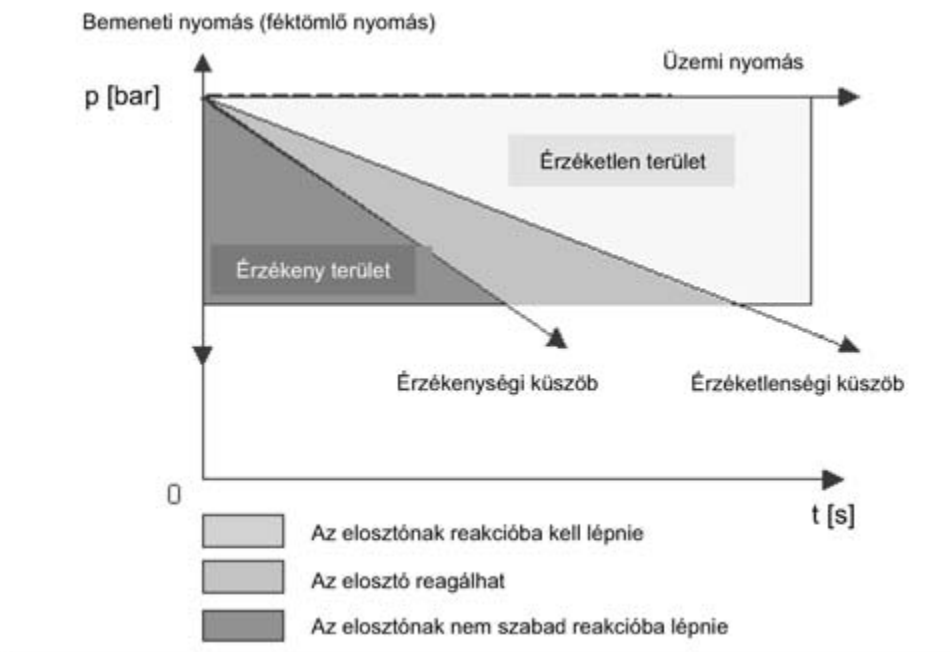 Bemeneti nyomás (féktömlő nyomás)
Üzemi nyomás
p [bar]
Érzéketlen terület
Érzékeny terület
Érzékenységi küszöb
Érzéketlenségi küszöb
0
t [s]
Az elosztónak reakcióba kell lépnie
Az elosztó reagálhat
Az elosztónak nem szabad reakcióba lépnie